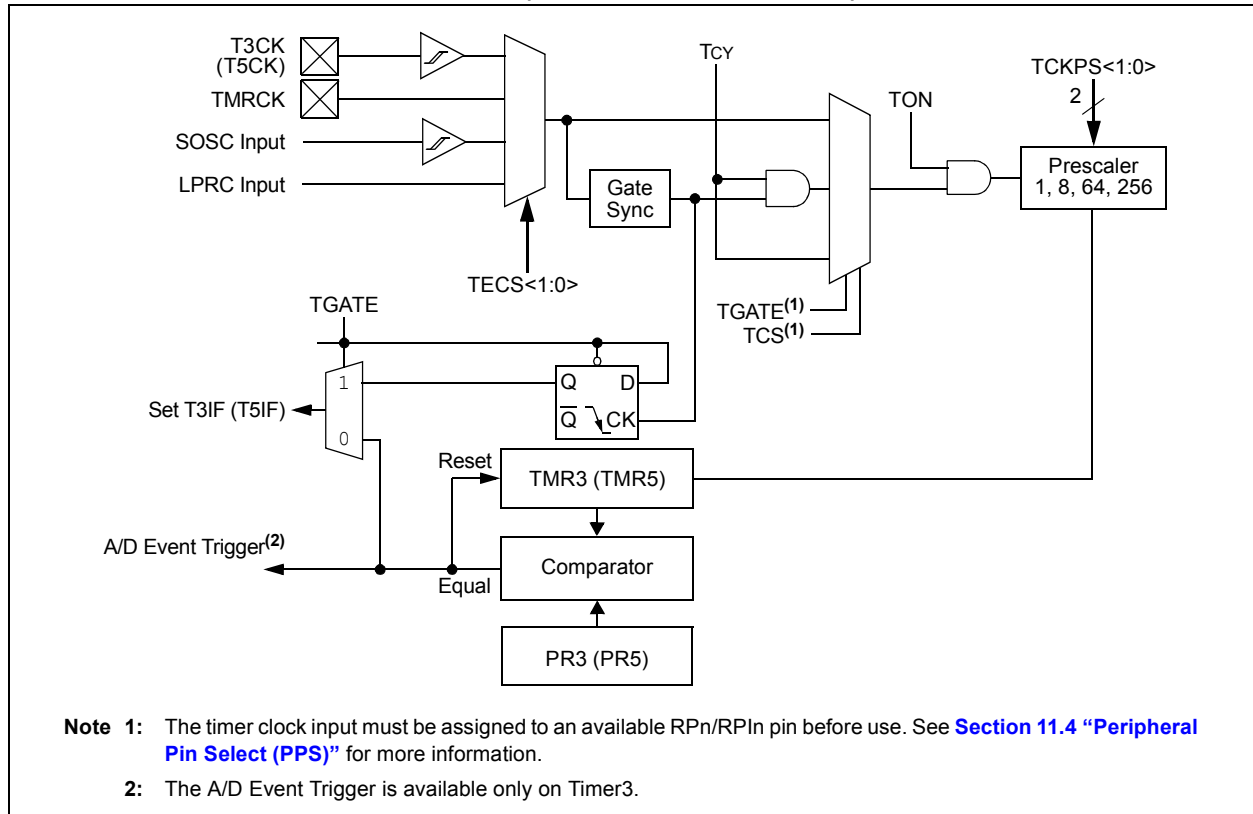 T3CK
(T5CK)
TMRCK
SOSC Input
LPRC Input
TECS<1:0>
Gate
Sync
TCY
TGATE(1)
TCS(1)
TON
TCKPS<1:0>
2
Prescaler
1, 8, 64, 256
TGATE
1
0
Set T3IF (T5IF)
Q D
Q CK
Reset
TMR3 (TMR5)
A/D Event Trigger(2)
Equal
Comparator
PR3 (PR5)
Note 1: The timer clock input must be assigned to an available RPn/RPIn pin before use. See Section 11.4 “Peripheral
Pin Select (PPS)” for more information.
2: The A/D Event Trigger is available only on Timer3.